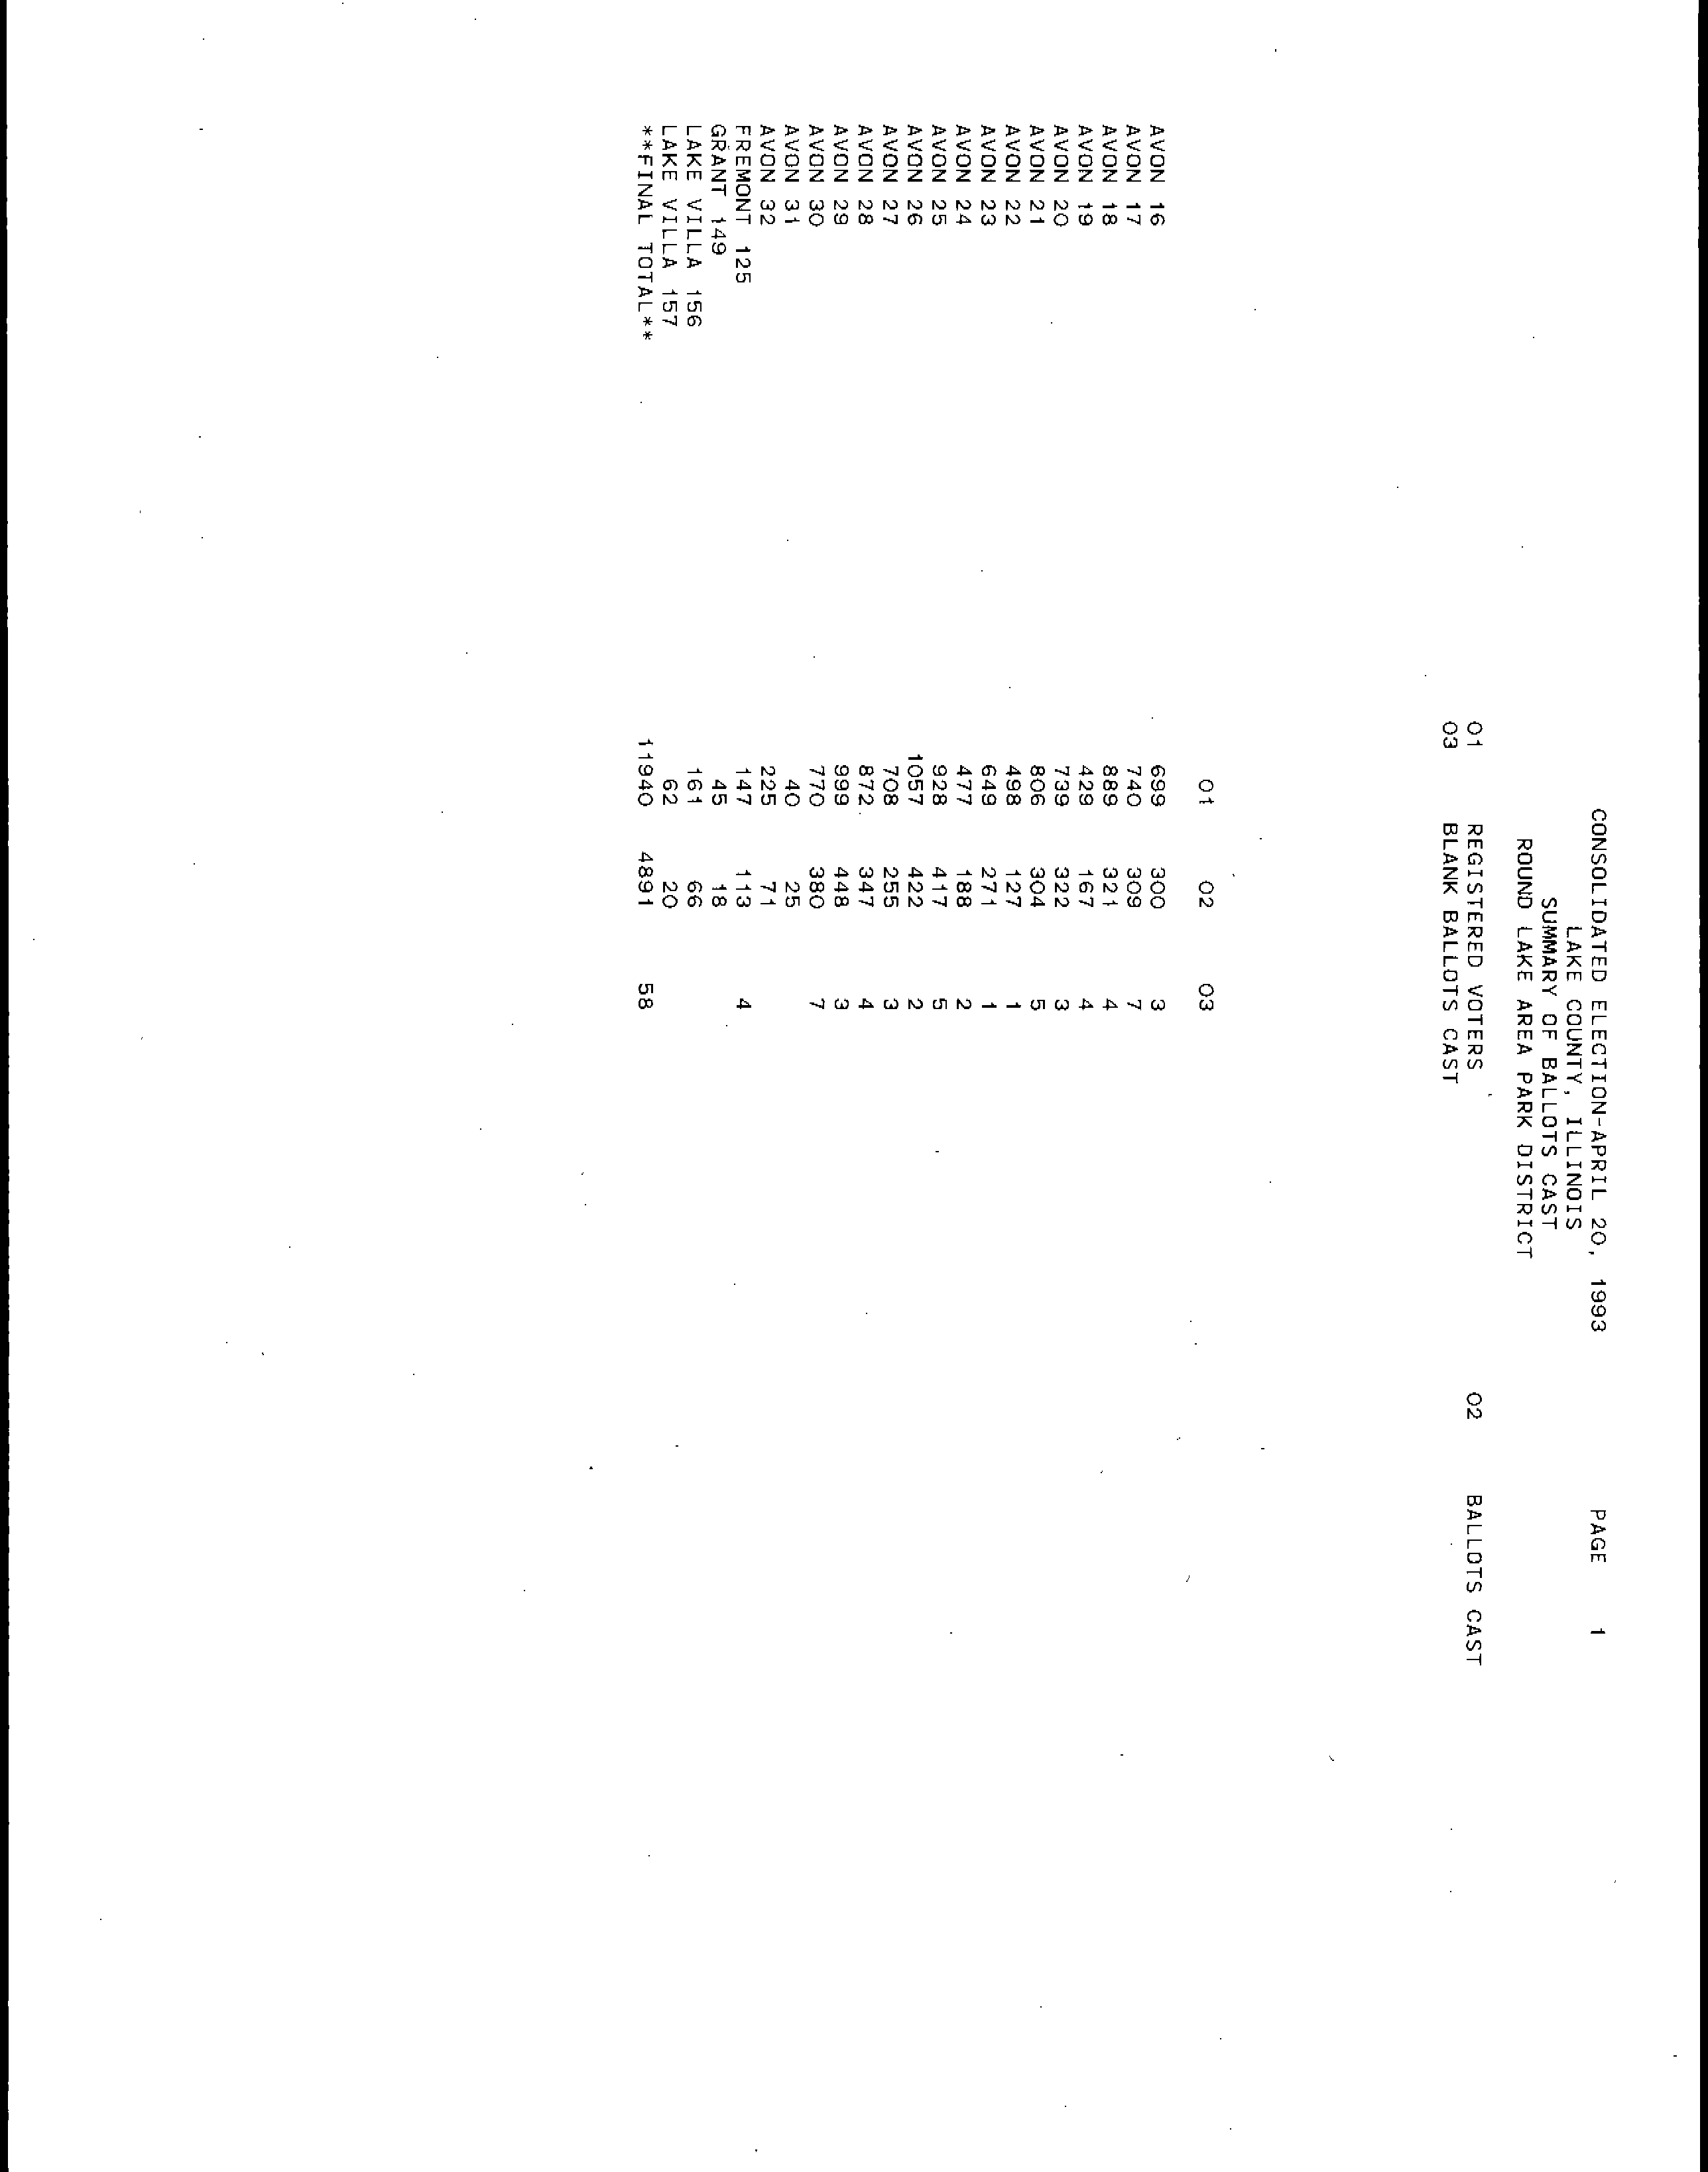 CONSOLIDATED ELECTION-APRIL 20, 1993 PAGE 1
LAKE COUNTY, ILLINOIS
SUMMARY OF BALLOTS CAST
ROUND LAKE AREA PARK DISTRICT
01 REGISTERED VOTERS 02 BALLOTS CAST
03 BLANK BALLOTS CAST
01 02 03
AVON 16 699 300 3
AVON 17 740 309 7
AVON 18 889 321 4
AVON 19 429 167 4
AVON 20 739 322 3
AVON 21 806 304 5
AVON 22 498 127 1
AVON 23 649 271 1
AVON 24 477 188 2
AVON 25 928 417 5
AVON 26 1057 422 2
AVON 27 708 255 3
AVON 28 872 347 4
AVON 29 999 448 3
AVON 30 770 380 7
AVON 31 40 25
AVON 32 225 71
FREMONT 125 147 113 4
GRANT 149 45 18
LAKE VILLA 156 161 66
LAKE VILLA 157 62 20
**FINAL TOTAL** 11940 4891 58